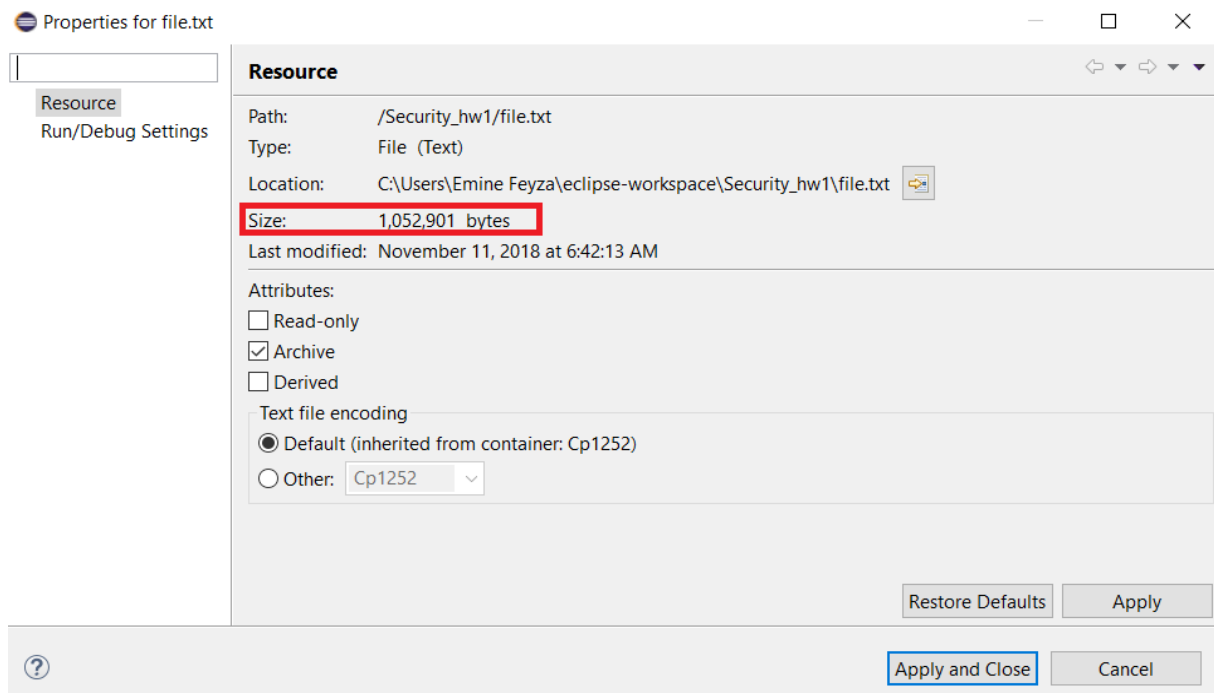 Properties for file.txt
Resource
Run/Debug Settings
Resource
Path: /Security_hw1/file.txt
Type: File (Text)
Location: C:\Users\Emine Feyza\eclipse-workspace\Security_hw1\file.txt
Size: 1,052,901 bytes
Last modified: November 11, 2018 at 6:42:13 AM
Attributes:
Read-only
Archive
Derived
Text file encoding
Default (inherited from container: Cp1252)
Other: Cp1252
Restore Defaults Apply
? Apply and Close Cancel